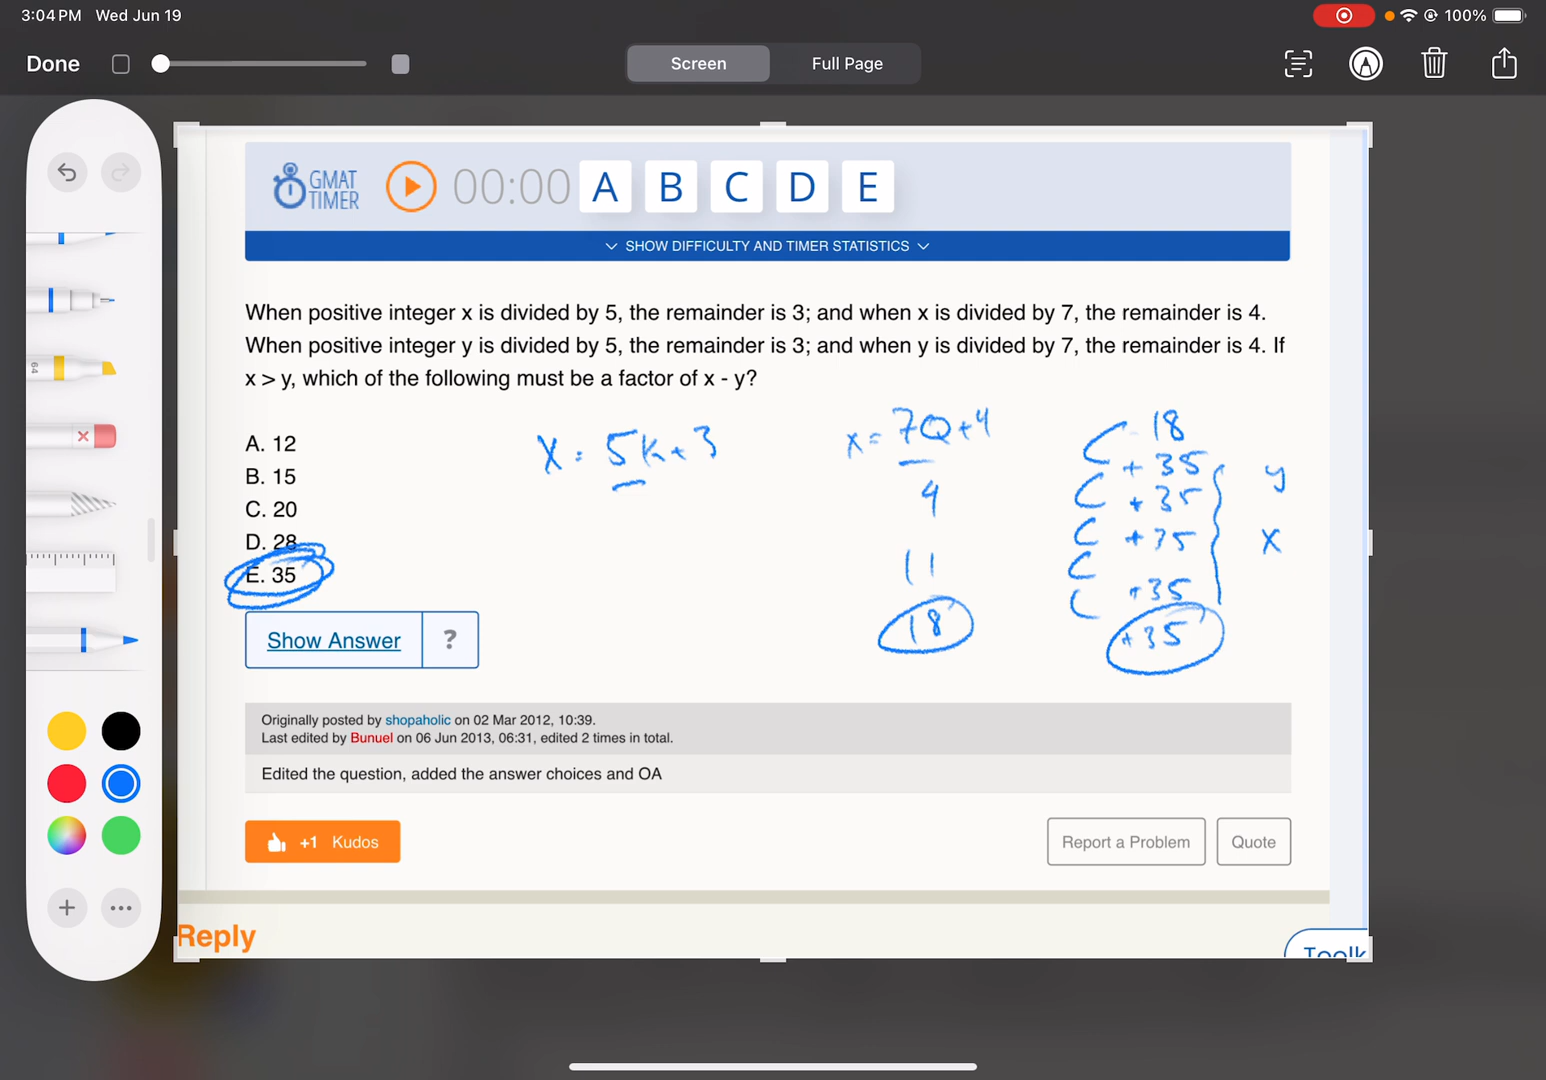 3:04 PM Wed Jun 19 100%
Done Screen Full Page
GMAT TIMER 00:00 A B C D E
SHOW DIFFICULTY AND TIMER STATISTICS
When positive integer x is divided by 5, the remainder is 3; and when x is divided by 7, the remainder is 4.
When positive integer y is divided by 5, the remainder is 3; and when y is divided by 7, the remainder is 4. If
x > y, which of the following must be a factor of x - y?
A. 12
B. 15
C. 20
D. 28
E. 35
X = 5k+3
x = 7Q+4
4
11
18
18
+35
+35
+35
+35
+35
y
x
Show Answer ?
Originally posted by shopaholic on 02 Mar 2012, 10:39.
Last edited by Bunuel on 06 Jun 2013, 06:31, edited 2 times in total.
Edited the question, added the answer choices and OA
+1 Kudos Report a Problem Quote
Reply
Toolk
64